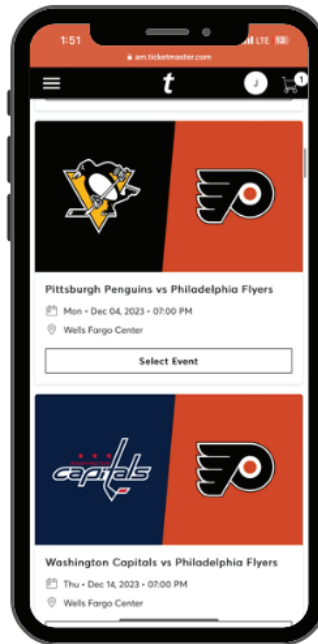 1:51
LTE 13
am.ticketmaster.com
t
J
1
Pittsburgh Penguins vs Philadelphia Flyers
Mon • Dec 04, 2023 • 07:00 PM
Wells Fargo Center
Select Event
capitals
Washington Capitals vs Philadelphia Flyers
Thu • Dec 14, 2023 • 07:00 PM
Wells Fargo Center